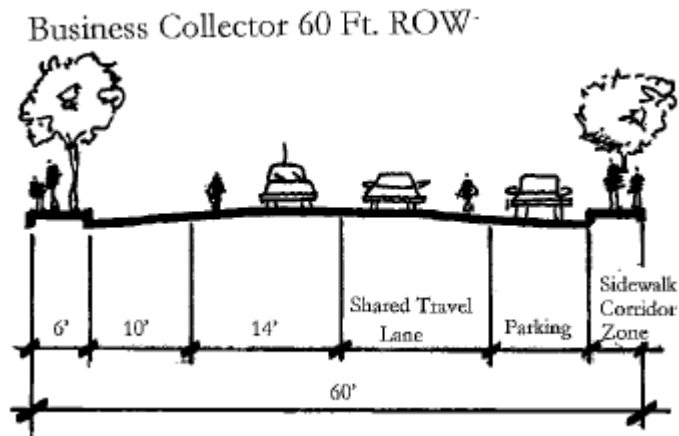 Business Collector 60 Ft. ROW
6'
10'
14'
Shared Travel
Lane
Parking
Sidewalk
Corridor
Zone
60'